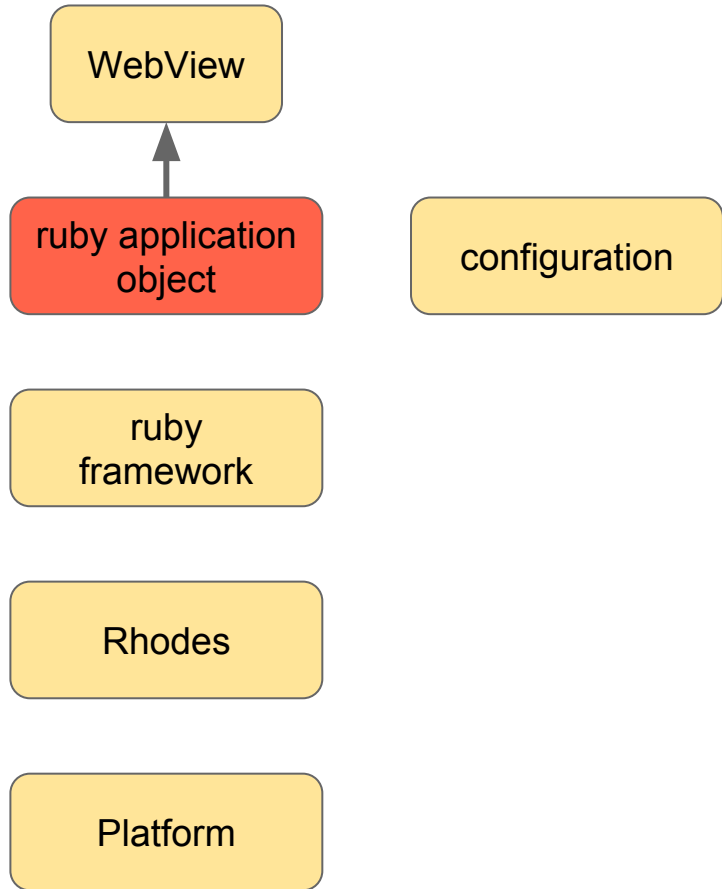 WebView
ruby application
object
configuration
ruby
framework
Rhodes
Platform